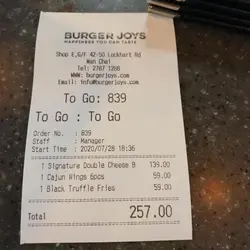 BURGER JOYS
HAPPINESS YOU CAN TASTE
Shop E,G/F 42-50 Lockhart Rd
Wan Chai
Tel: 2787 1288
WWW: burgerjoys.com
Email: info@burgerjoys.com
To Go: 839
To Go : To Go
Order No. : 839
Staff : Manager
Start Time : 2020/07/28 18:36
1 Signature Double Cheese B 139.00
1 Cajun Wings 6pcs 59.00
1 Black Truffle Fries 59.00
Total 257.00